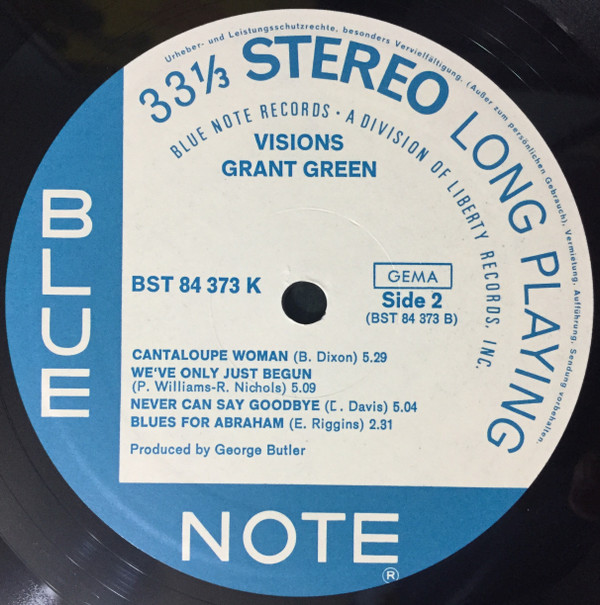 Urheber- und Leistungsschutzrechte, besonders Vervielfältigung, (Außer zum persönlichen Gebrauch), Vermietung, Aufführung, Sendung vorbehalten.
33⅓ STEREO LONG PLAYING
BLUE NOTE RECORDS · A DIVISION OF LIBERTY RECORDS, INC.
VISIONS
GRANT GREEN
BLUE
BST 84 373 K
GEMA
Side 2
(BST 84 373 B)
CANTALOUPE WOMAN (B. Dixon) 5.29
WE'VE ONLY JUST BEGUN
(P. Williams-R. Nichols) 5.09
NEVER CAN SAY GOODBYE (C. Davis) 5.04
BLUES FOR ABRAHAM (E. Riggins) 2.31
Produced by George Butler
NOTE
®